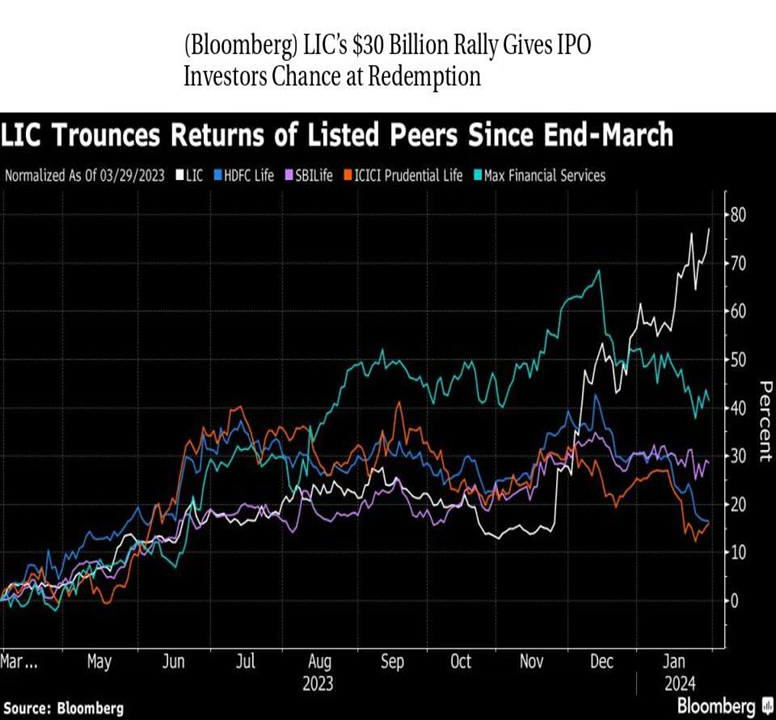 (Bloomberg) LIC's $30 Billion Rally Gives IPO
Investors Chance at Redemption
LIC Trounces Returns of Listed Peers Since End-March
Normalized As Of 03/29/2023 LIC HDFC Life SBILife ICICI Prudential Life Max Financial Services
80
70
60
50
40
30
20
10
0
Percent
Mar... May Jun Jul Aug Sep Oct Nov Dec Jan
2023 2024
Source: Bloomberg
Bloomberg